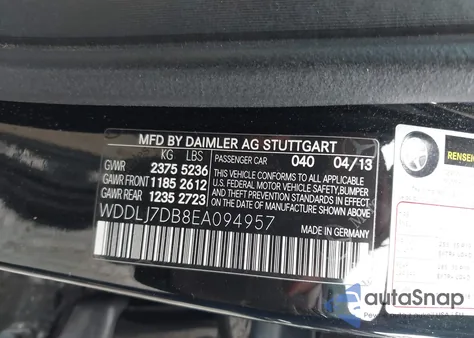 MFD BY DAIMLER AG STUTTGART
KG LBS
PASSENGER CAR 040 04/13
GVWR 2375 5236
GAWR FRONT 1185 2612
GAWR REAR 1235 2723
THIS VEHICLE CONFORMS TO ALL APPLICABLE
U.S. FEDERAL MOTOR VEHICLE SAFETY, BUMPER
AND THEFT PREVENTION STANDARDS IN EFFECT
ON THE DATE OF MANUFACTURE SHOWN ABOVE.
WDDLJ7DB8EA094957
MADE IN GERMANY
autoSnap